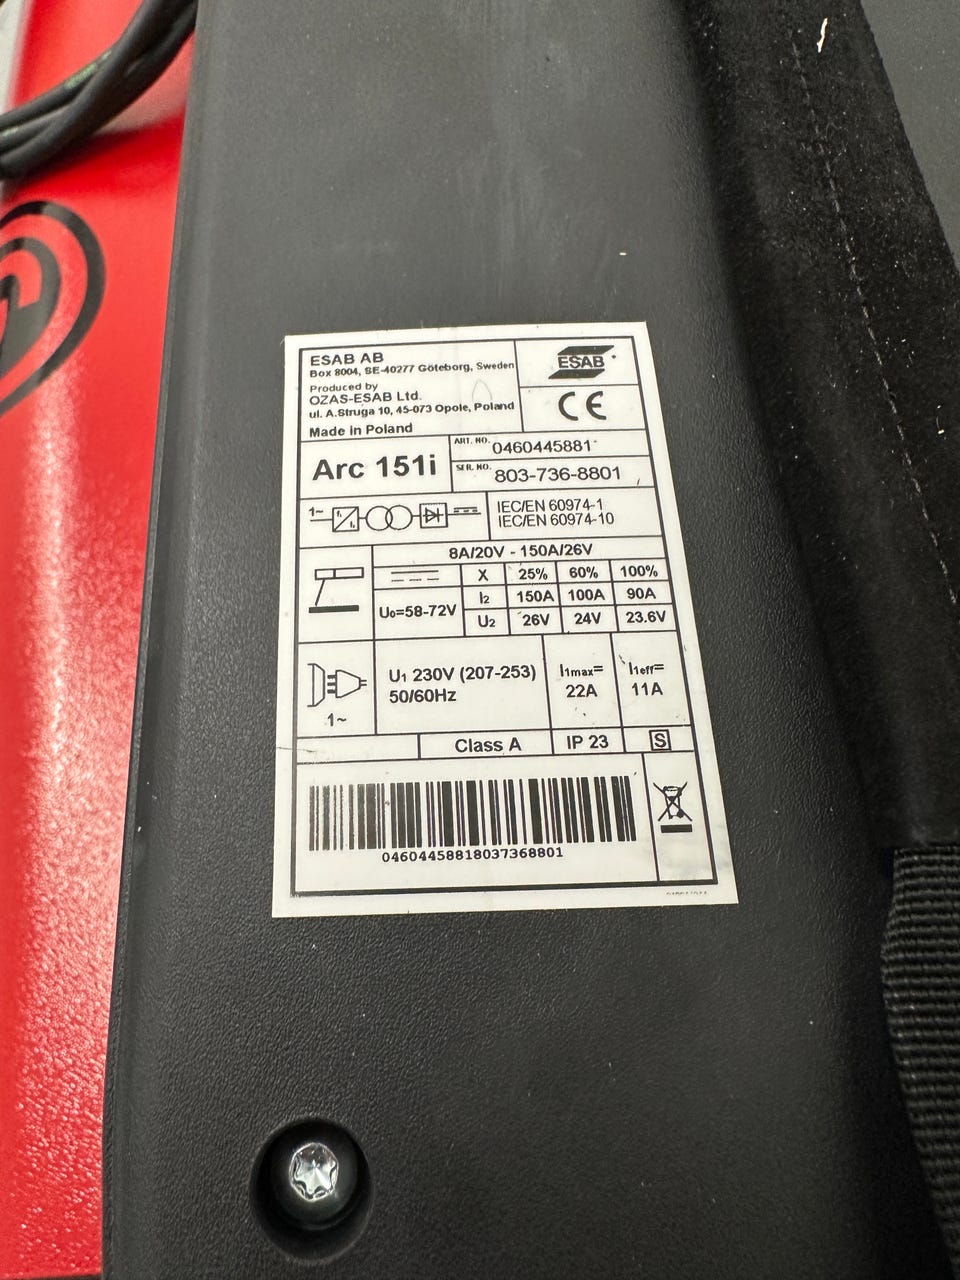 ESAB AB
Box 8004, SE-40277 Göteborg, Sweden
Produced by
OZAS-ESAB Ltd.
ul. A.Struga 10, 45-073 Opole, Poland
Made in Poland
ESAB
CE
Arc 151i
ART. NO. 0460445881
SER. NO. 803-736-8801
1~ f₁ f₂
IEC/EN 60974-1
IEC/EN 60974-10
8A/20V - 150A/26V
X 25% 60% 100%
U₀=58-72V
I₂ 150A 100A 90A
U₂ 26V 24V 23.6V
1~
U₁ 230V (207-253)
50/60Hz
I₁max=
22A
I₁eff=
11A
Class A IP 23 S
04604458818037368801